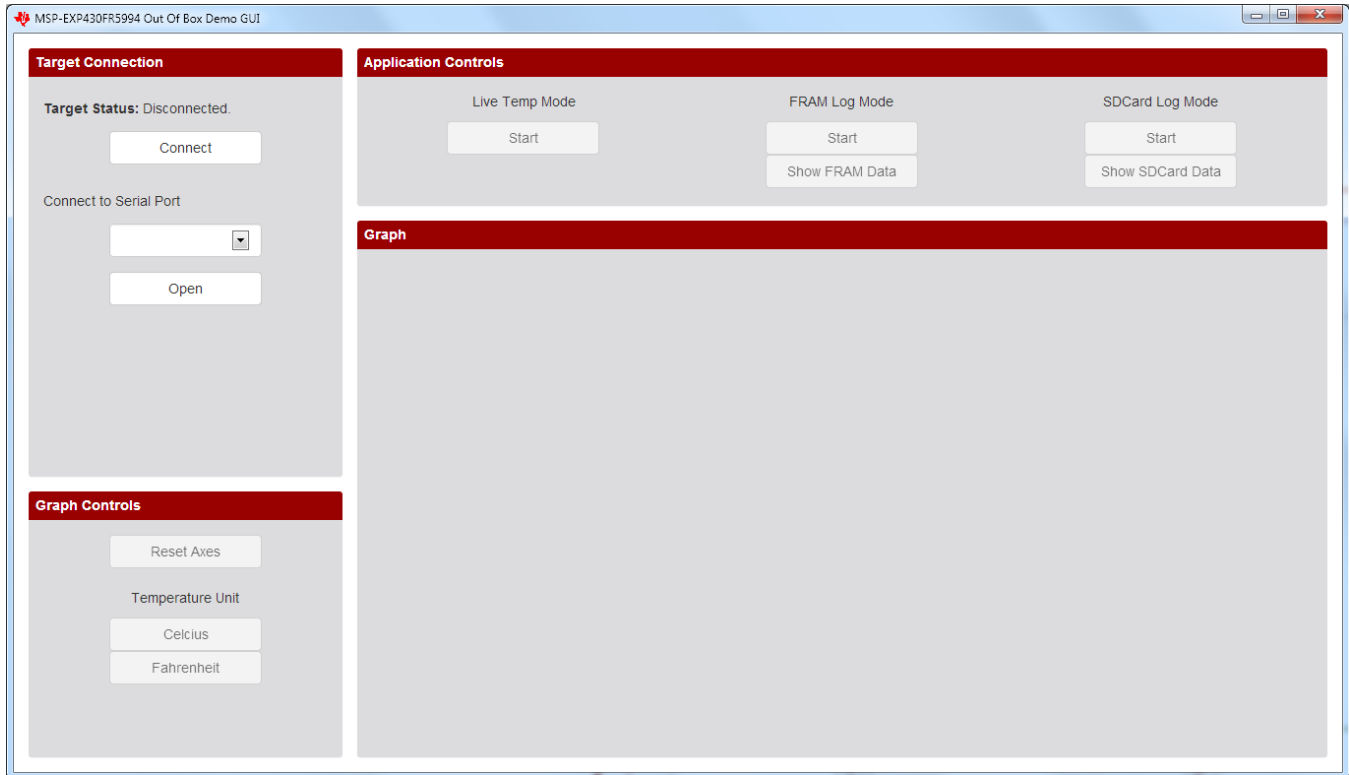 MSP-EXP430FR5994 Out Of Box Demo GUI
Target Connection
Target Status: Disconnected.
Connect
Connect to Serial Port
Open
Graph Controls
Reset Axes
Temperature Unit
Celcius
Fahrenheit
Application Controls
Live Temp Mode
Start
FRAM Log Mode
Start
Show FRAM Data
SDCard Log Mode
Start
Show SDCard Data
Graph